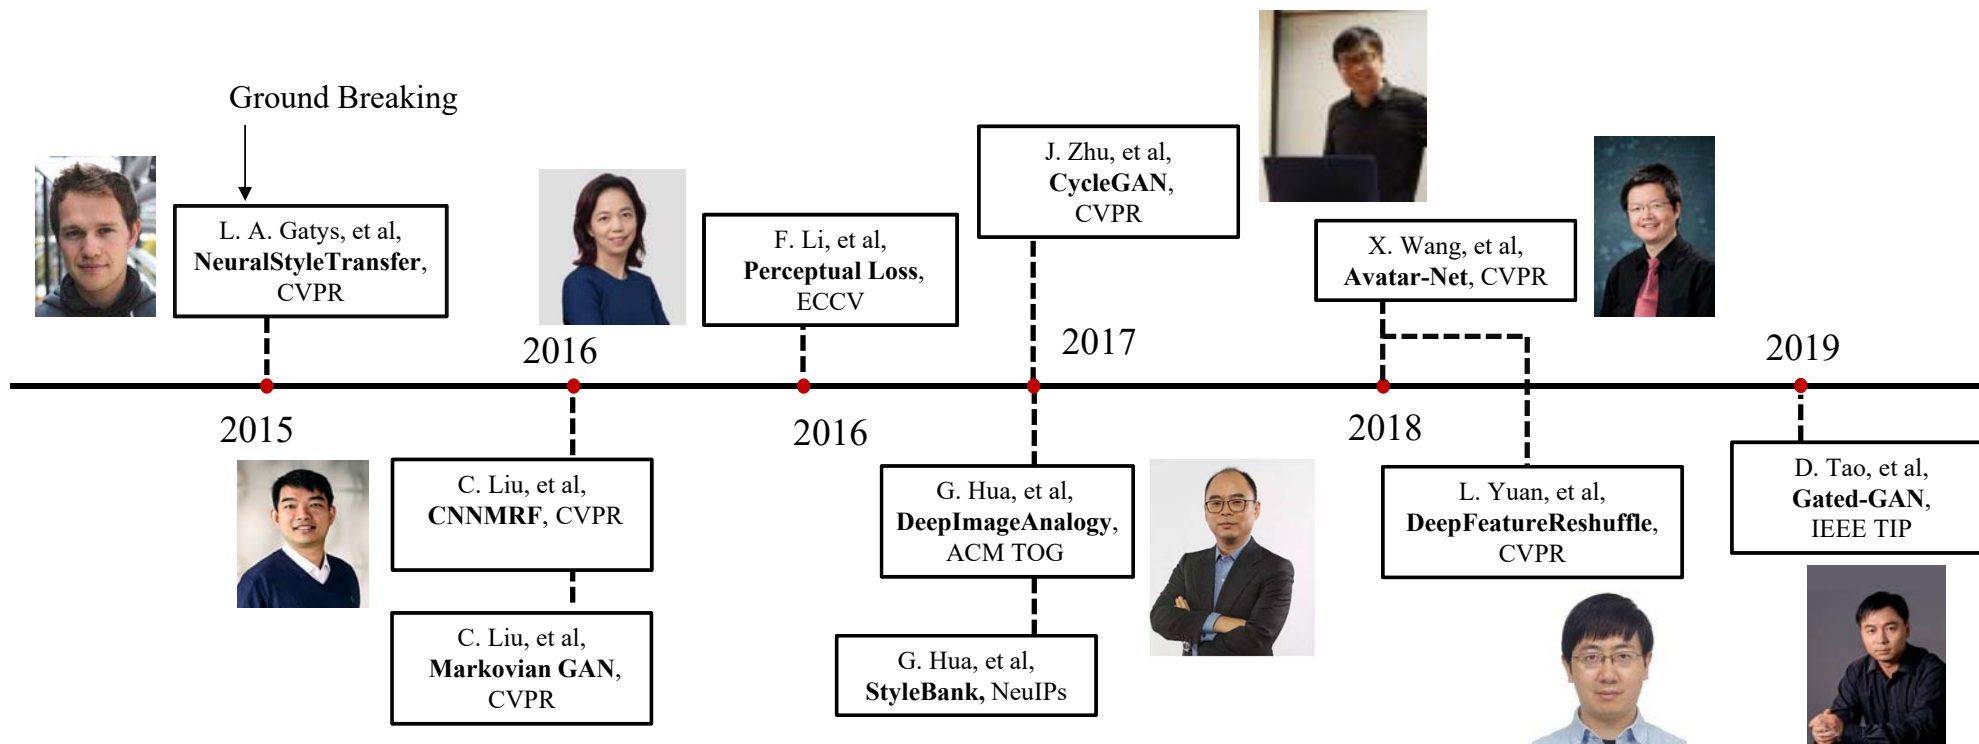 Ground Breaking
L. A. Gatys, et al,
NeuralStyleTransfer,
CVPR
2015
2016
C. Liu, et al,
CNNMRF, CVPR
C. Liu, et al,
Markovian GAN,
CVPR
F. Li, et al,
Perceptual Loss,
ECCV
2016
J. Zhu, et al,
CycleGAN,
CVPR
2017
G. Hua, et al,
DeepImageAnalogy,
ACM TOG
G. Hua, et al,
StyleBank, NeuIPs
X. Wang, et al,
Avatar-Net, CVPR
2018
L. Yuan, et al,
DeepFeatureReshuffle,
CVPR
2019
D. Tao, et al,
Gated-GAN,
IEEE TIP